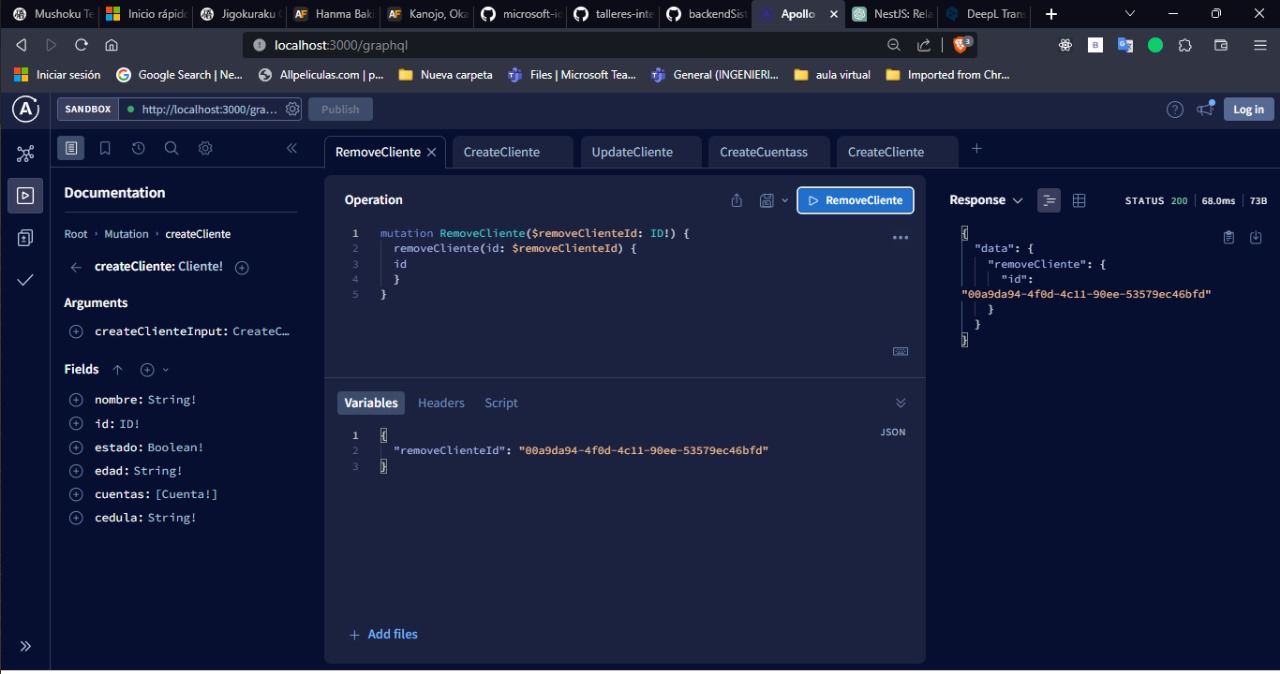 Mushoku Te
Inicio rápido
Jigokuraku
Hanma Baki
Kanojo, Oka
microsoft-ic
talleres-inte
backendSist
Apollo
NestJS: Rela
DeepL Trans
localhost:3000/graphql
3
Iniciar sesión
Google Search | Ne...
Allpeliculas.com | p...
Nueva carpeta
Files | Microsoft Tea...
General (INGENIERI...
aula virtual
Imported from Chr...
SANDBOX
http://localhost:3000/gra...
Publish
Log in
RemoveCliente
CreateCliente
UpdateCliente
CreateCuentass
CreateCliente
Documentation
Root › Mutation › createCliente
createCliente: Cliente!
Arguments
createClienteInput: CreateC...
Fields
nombre: String!
id: ID!
estado: Boolean!
edad: String!
cuentas: [Cuenta!]
cedula: String!
Operation
RemoveCliente
1 mutation RemoveCliente($removeClienteId: ID!) {
2 removeCliente(id: $removeClienteId) {
3 id
4 }
5 }
Variables
Headers
Script
JSON
1 {
2 "removeClienteId": "00a9da94-4f0d-4c11-90ee-53579ec46bfd"
3 }
+ Add files
Response
STATUS 200 | 68.0ms | 73B
{
"data": {
"removeCliente": {
"id":
"00a9da94-4f0d-4c11-90ee-53579ec46bfd"
}
}
}